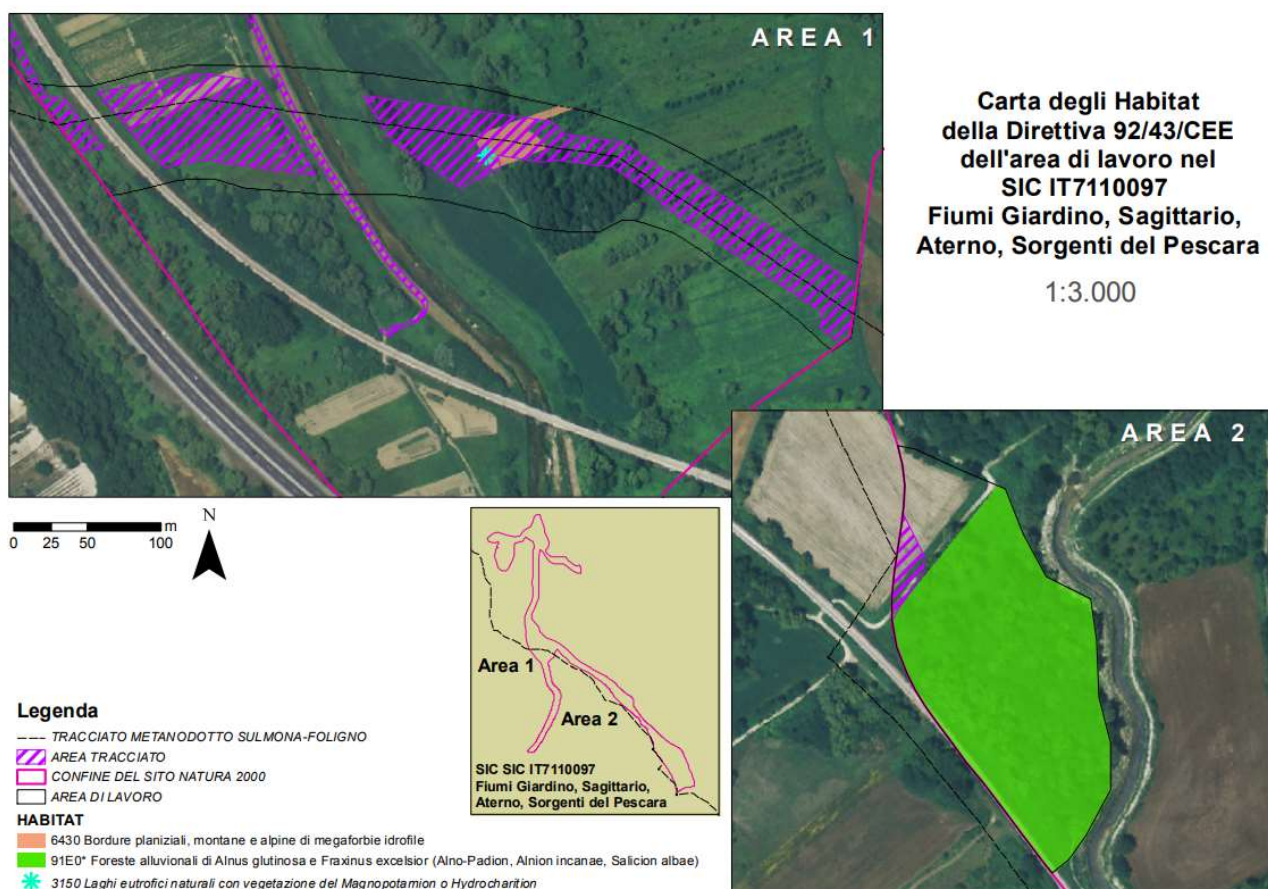 AREA 1
Carta degli Habitat
della Direttiva 92/43/CEE
dell'area di lavoro nel
SIC IT7110097
Fiumi Giardino, Sagittario,
Aterno, Sorgenti del Pescara
1:3.000
AREA 2
m
0 25 50 100
N
Area 1
Area 2
SIC SIC IT7110097
Fiumi Giardino, Sagittario,
Aterno, Sorgenti del Pescara
Legenda
TRACCIATO METANODOTTO SULMONA-FOLIGNO
AREA TRACCIATO
CONFINE DEL SITO NATURA 2000
AREA DI LAVORO
HABITAT
6430 Bordure planiziali, montane e alpine di megaforbie idrofile
91E0* Foreste alluvionali di Alnus glutinosa e Fraxinus excelsior (Alno-Padion, Alnion incanae, Salicion albae)
3150 Laghi eutrofici naturali con vegetazione del Magnopotamion o Hydrocharition